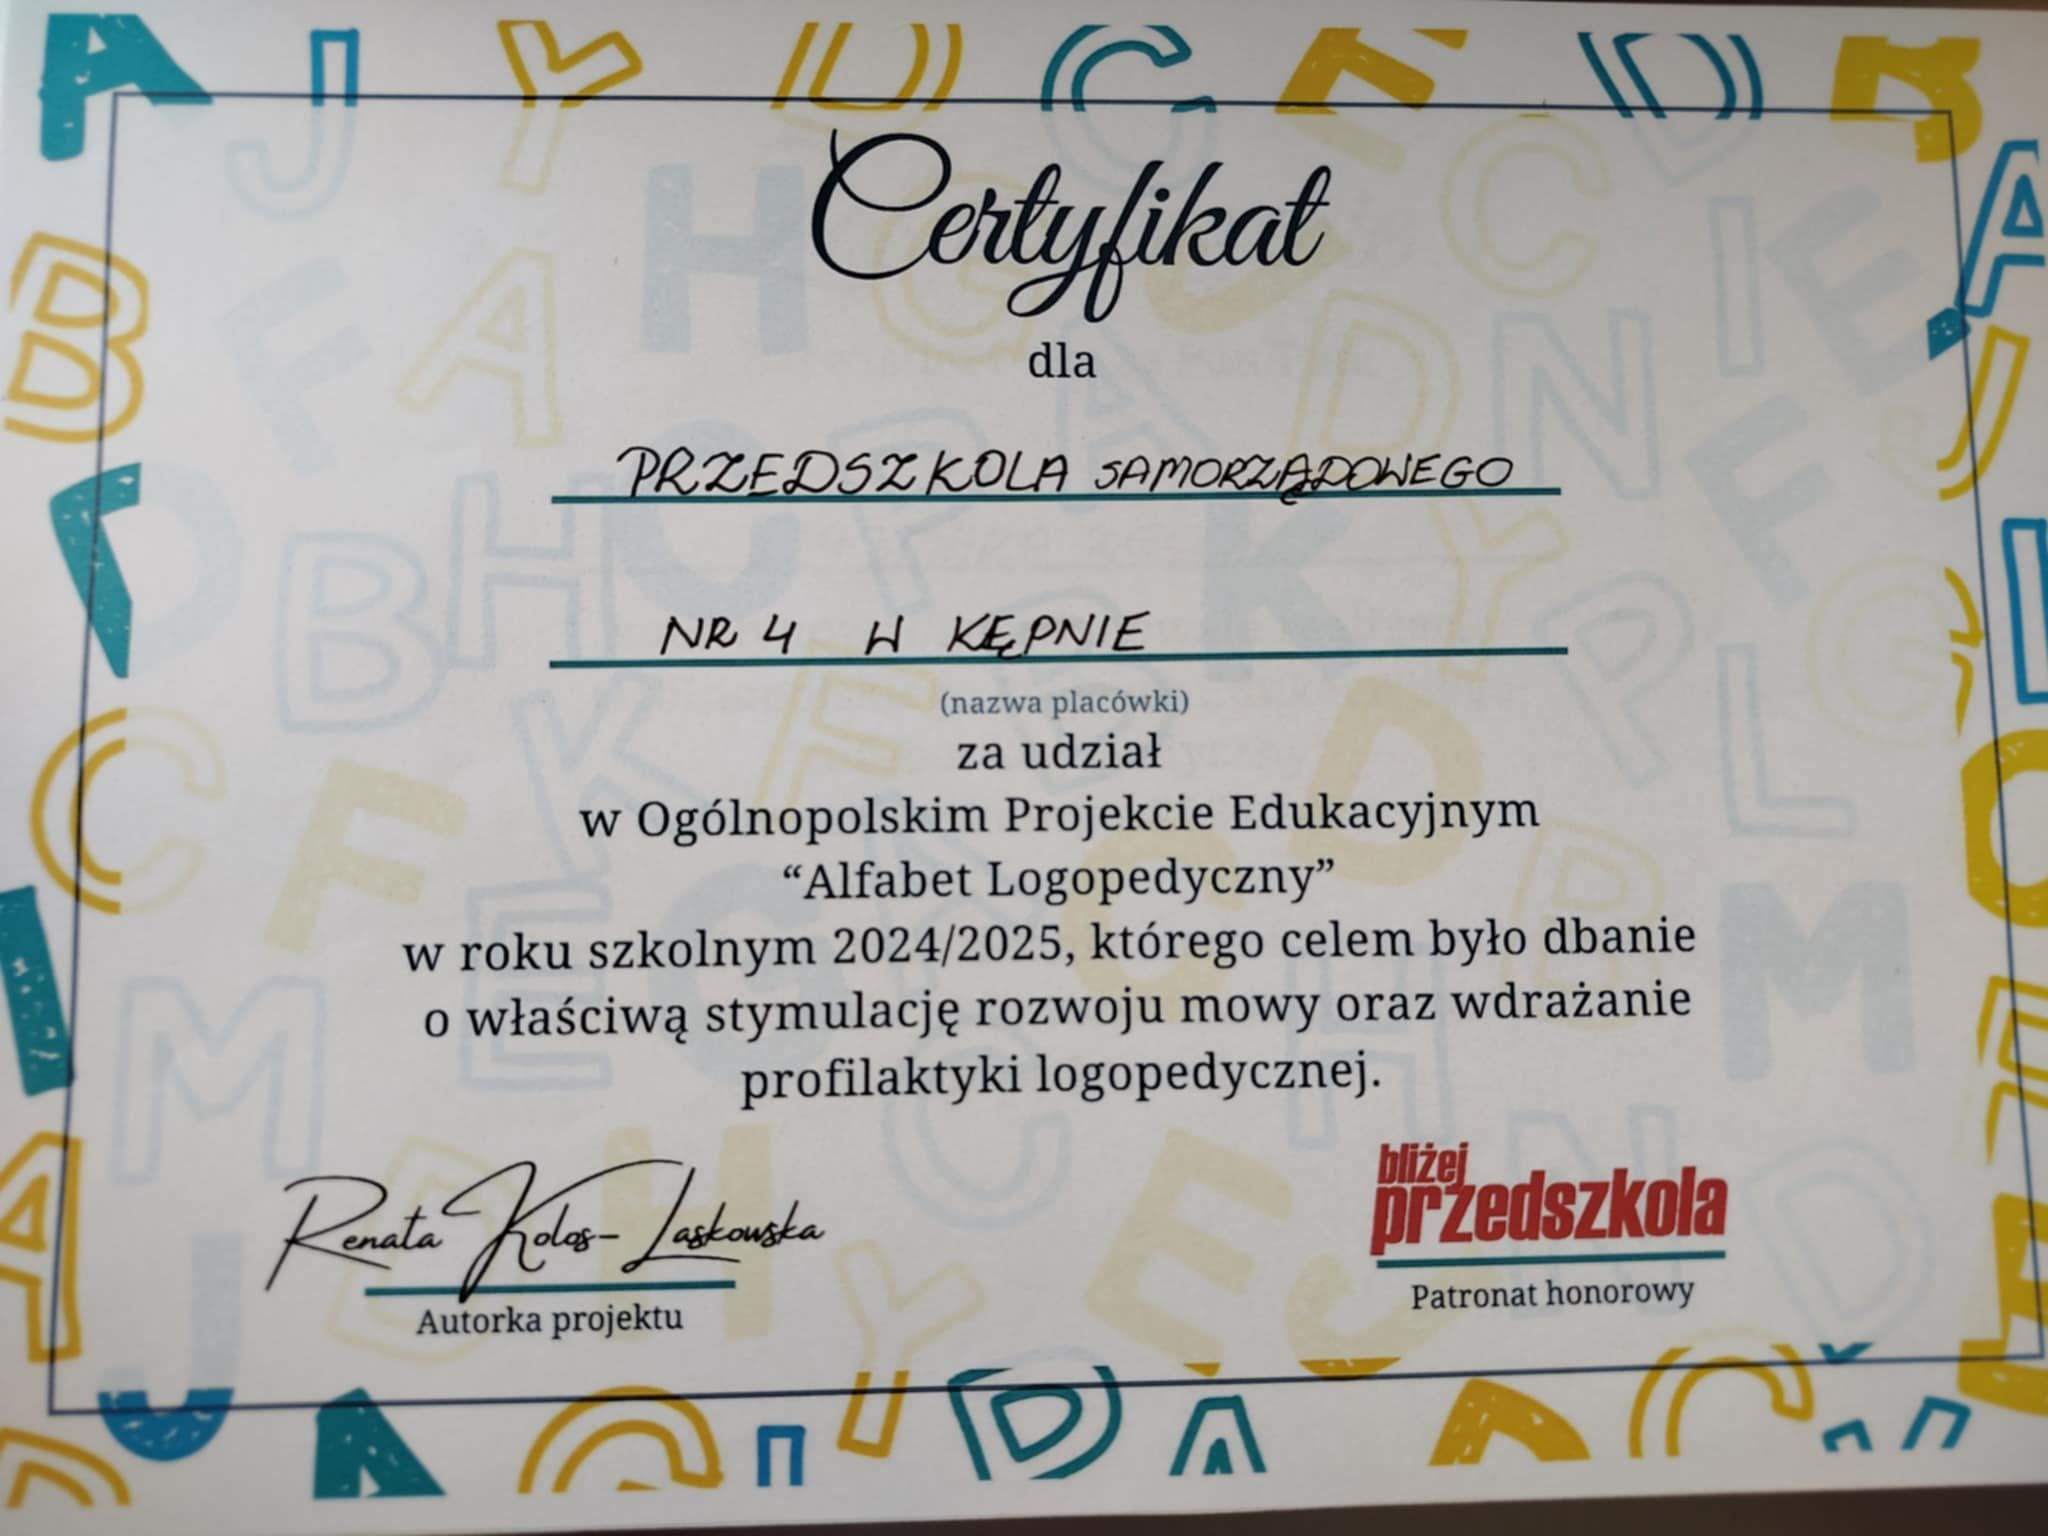 Certyfikat
dla
PRZEDSZKOLA SAMORZĄDOWEGO
NR 4 W KĘPNIE
(nazwa placówki)
za udział
w Ogólnopolskim Projekcie Edukacyjnym
“Alfabet Logopedyczny”
w roku szkolnym 2024/2025, którego celem było dbanie
o właściwą stymulację rozwoju mowy oraz wdrażanie
profilaktyki logopedycznej.
Renata Kolos-Laskowska
Autorka projektu
bliżej
przedszkola
Patronat honorowy